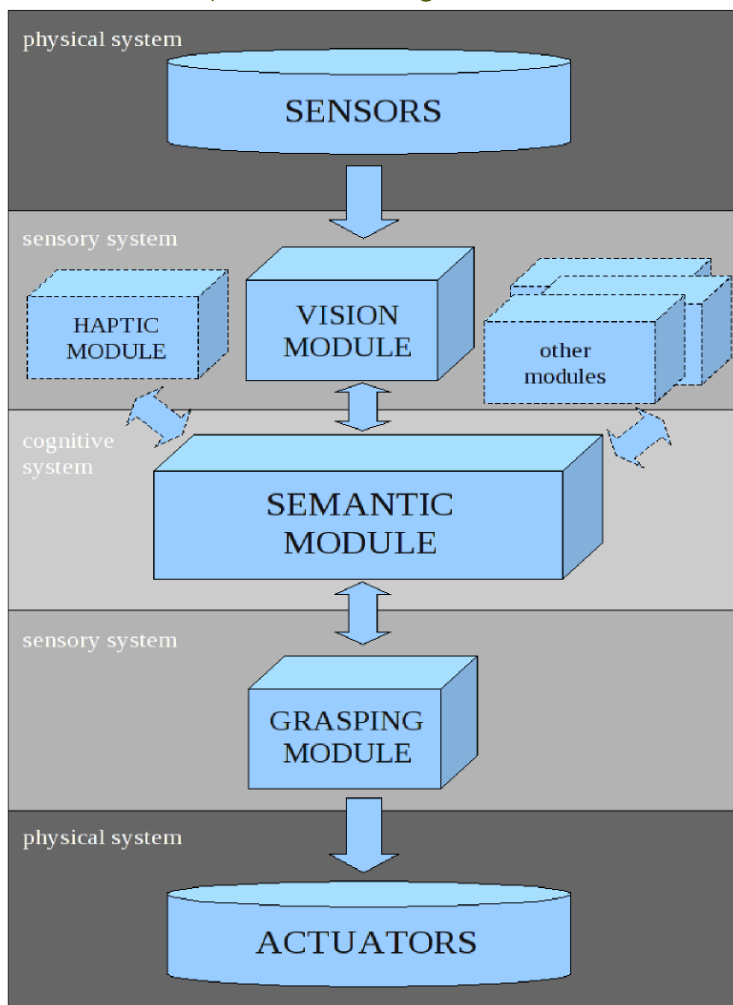 physical system
SENSORS
sensory system
HAPTIC
MODULE
VISION
MODULE
other
modules
cognitive
system
SEMANTIC
MODULE
sensory system
GRASPING
MODULE
physical system
ACTUATORS